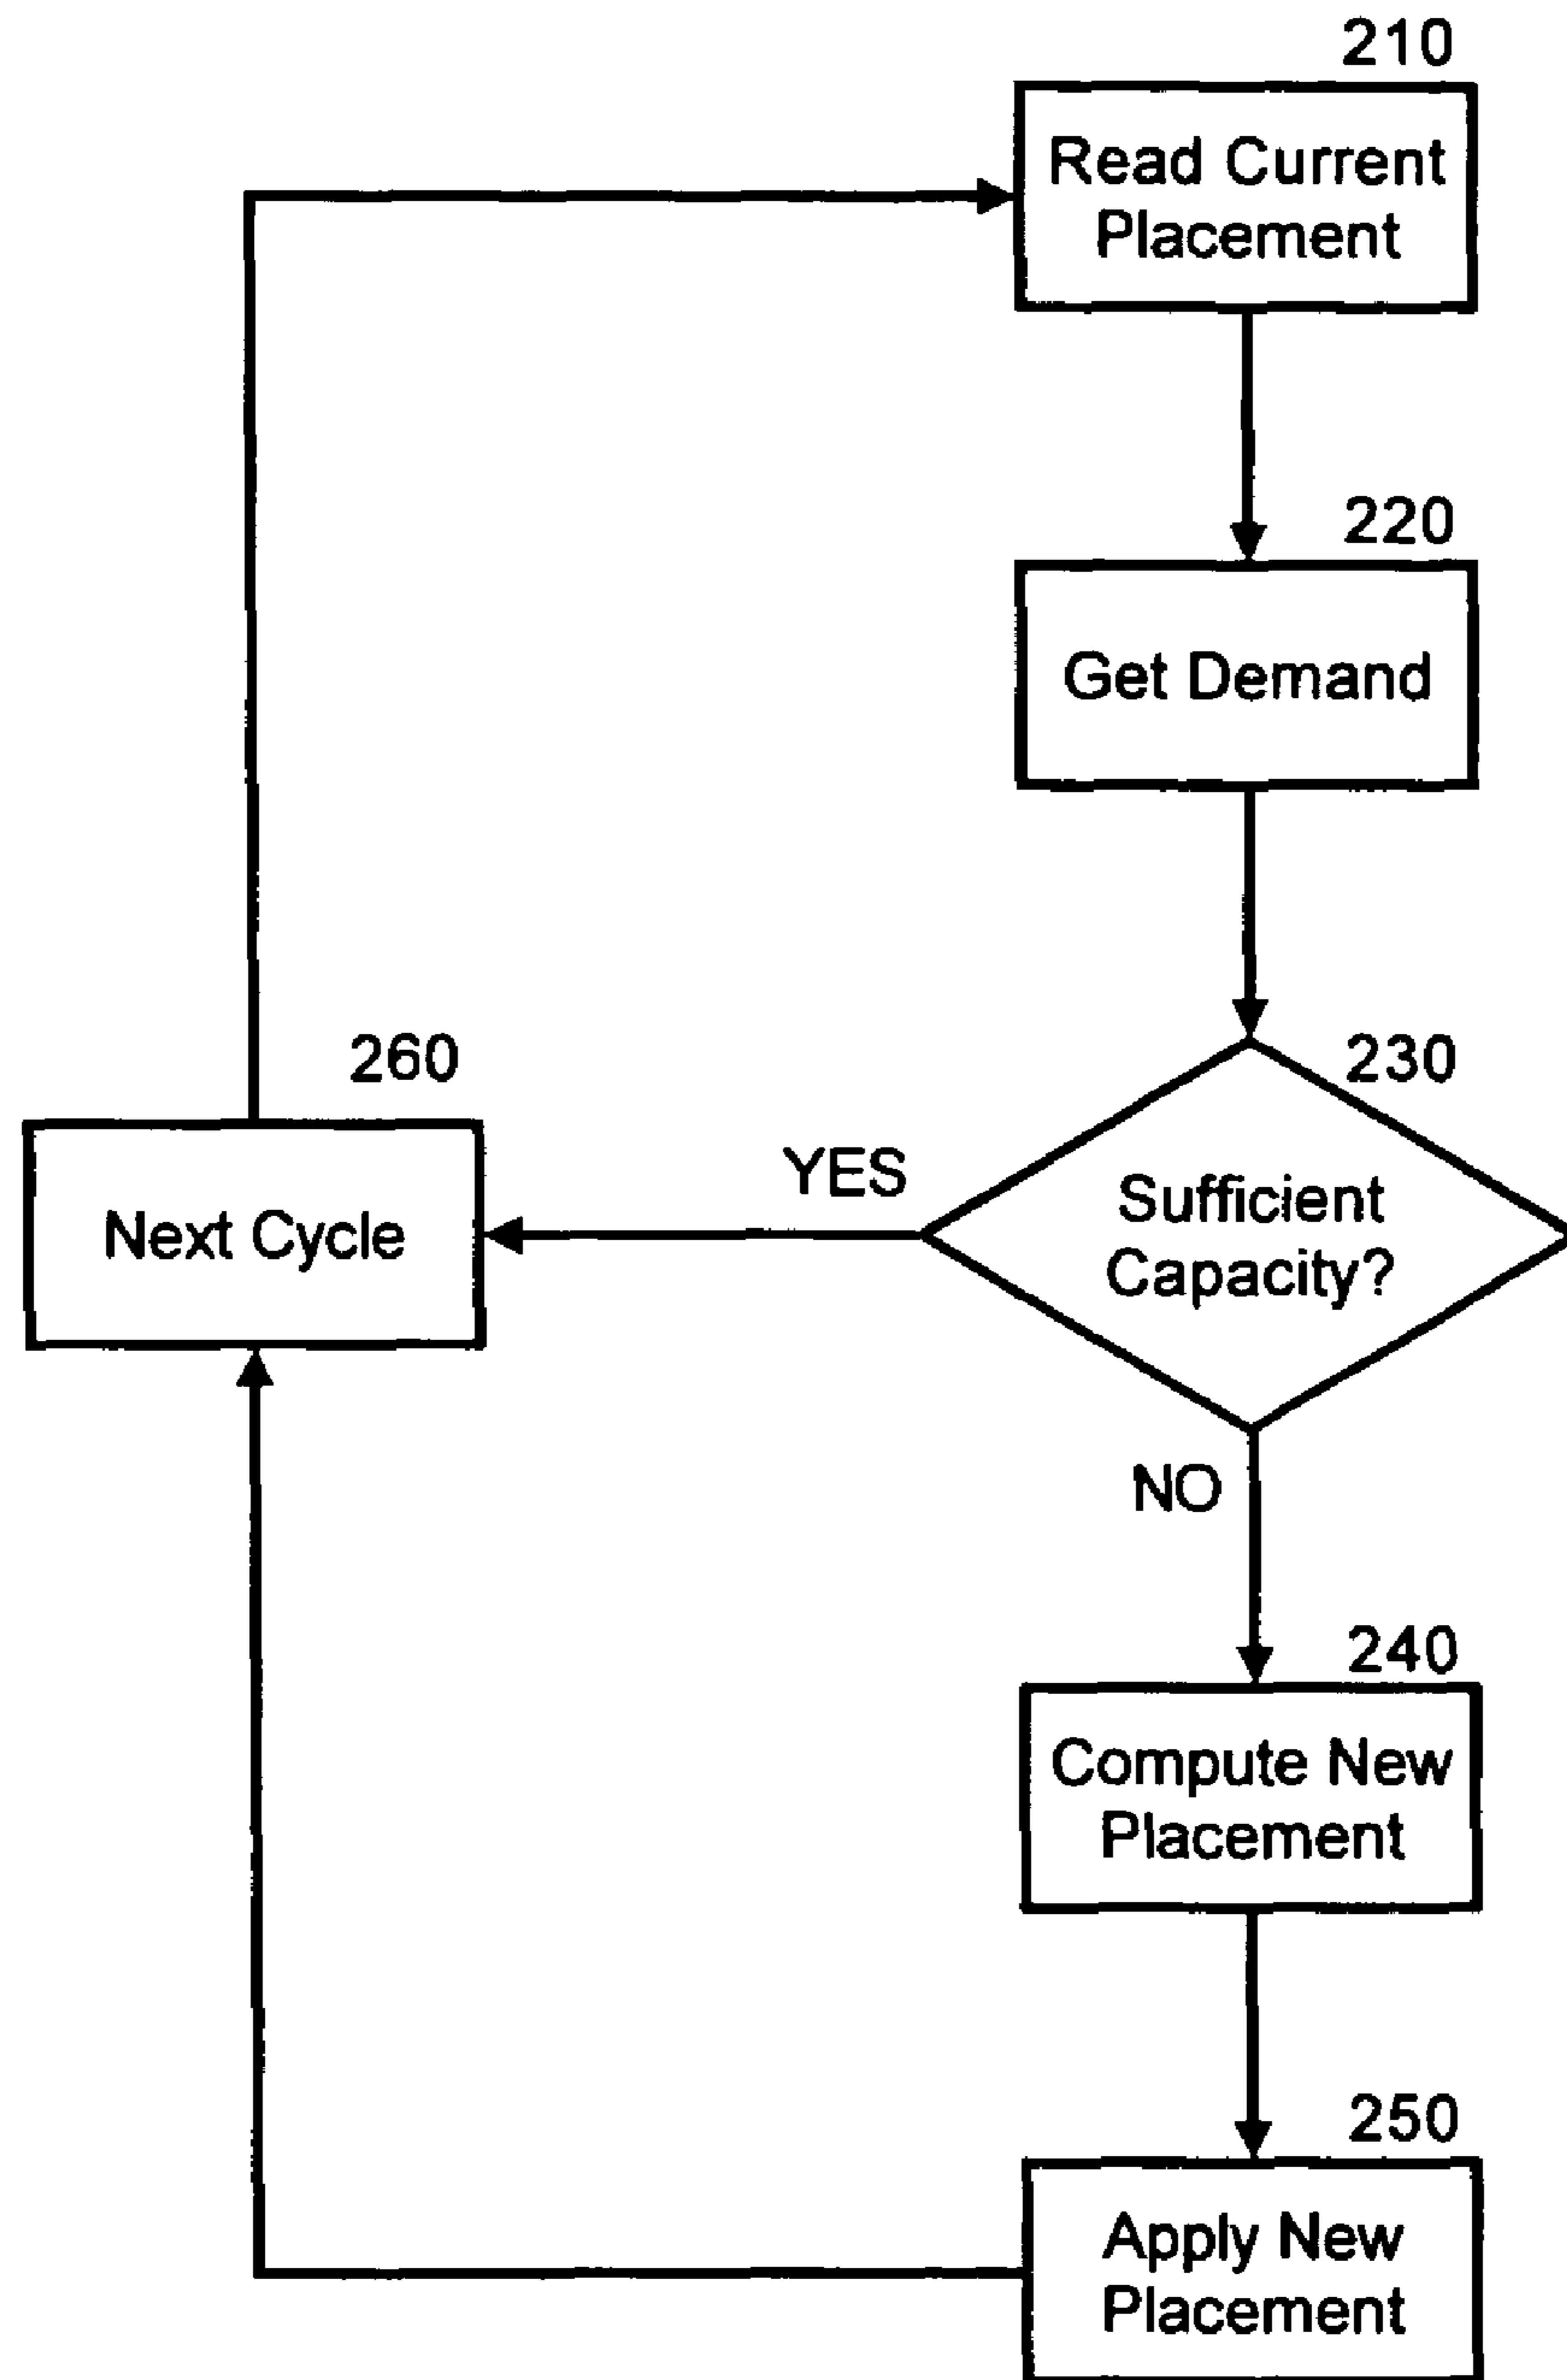 210
Read Current
Placement
220
Get Demand
260
230
YES
Next Cycle
Sufficient
Capacity?
NO
240
Compute New
Placement
250
Apply New
Placement